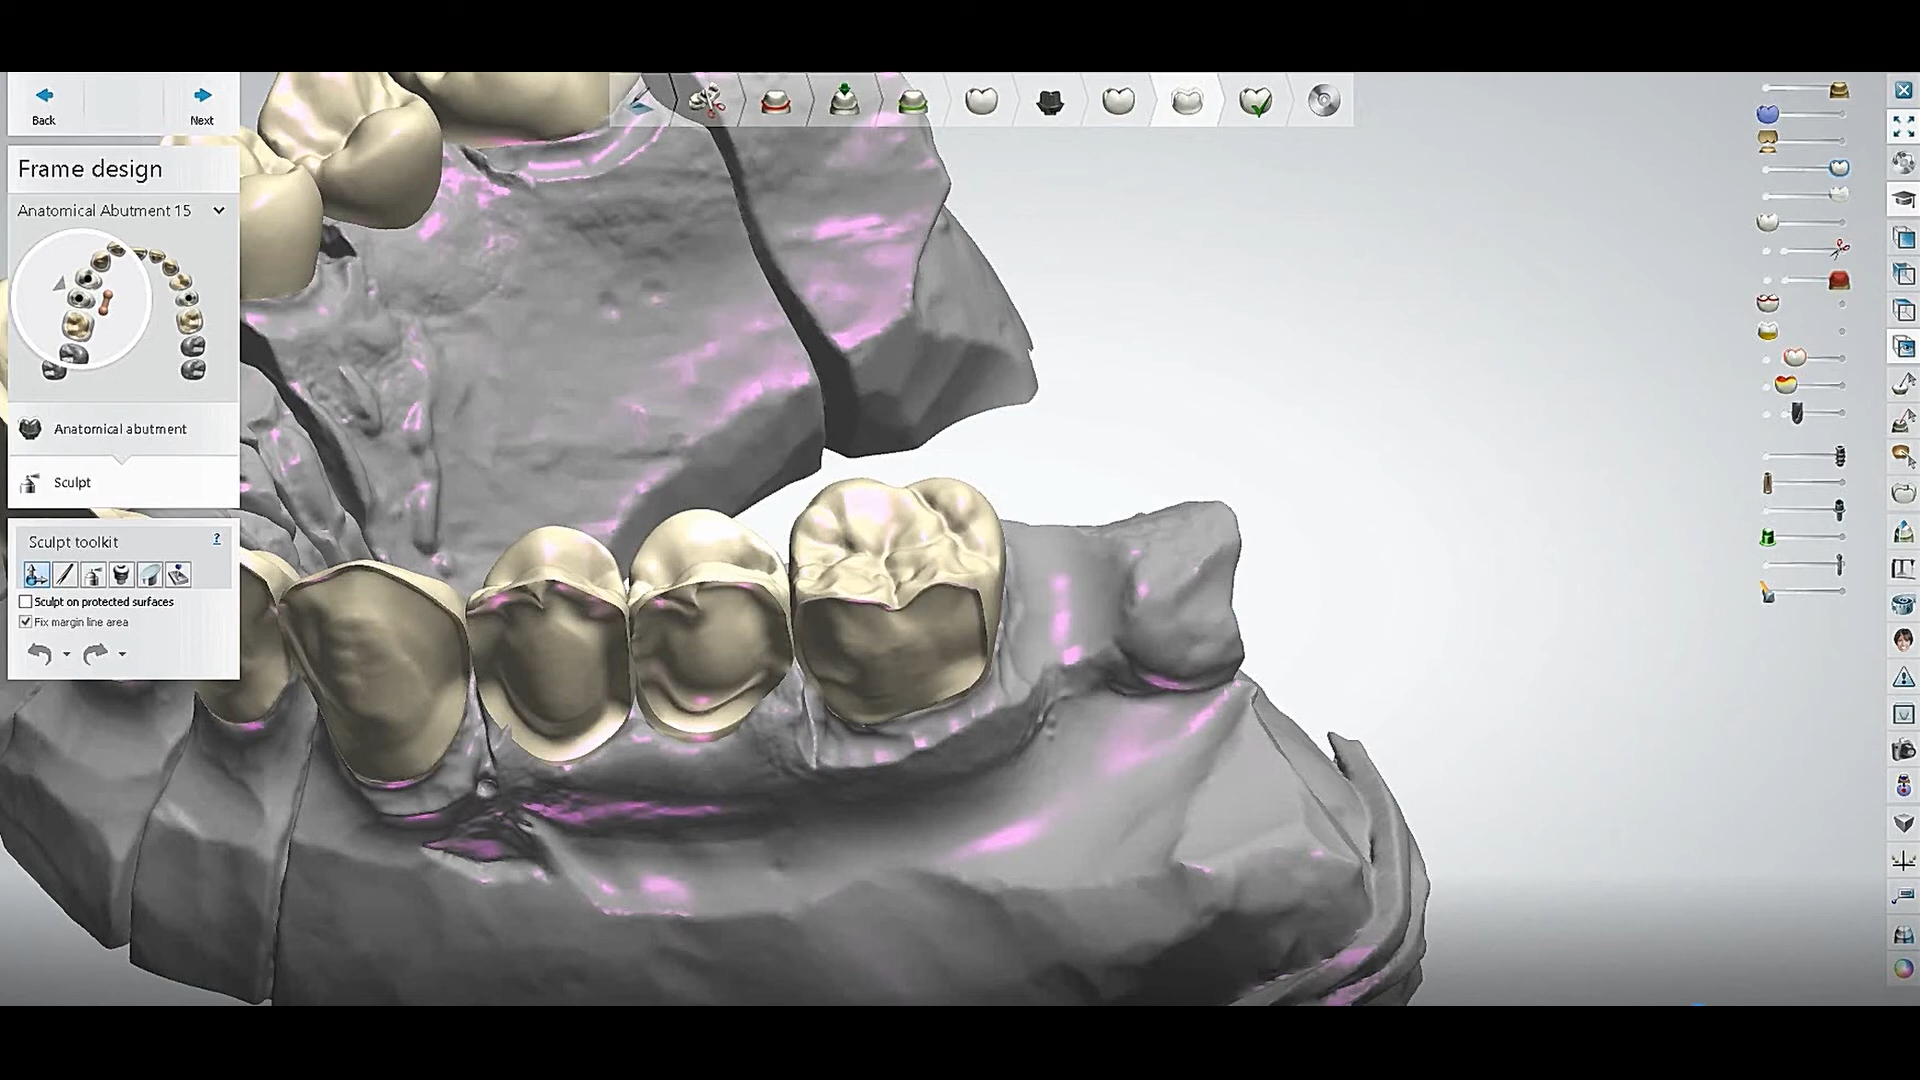 Back
Next
Frame design
Anatomical Abutment 15
Anatomical abutment
Sculpt
Sculpt toolkit
?
Sculpt on protected surfaces
Fix margin line area